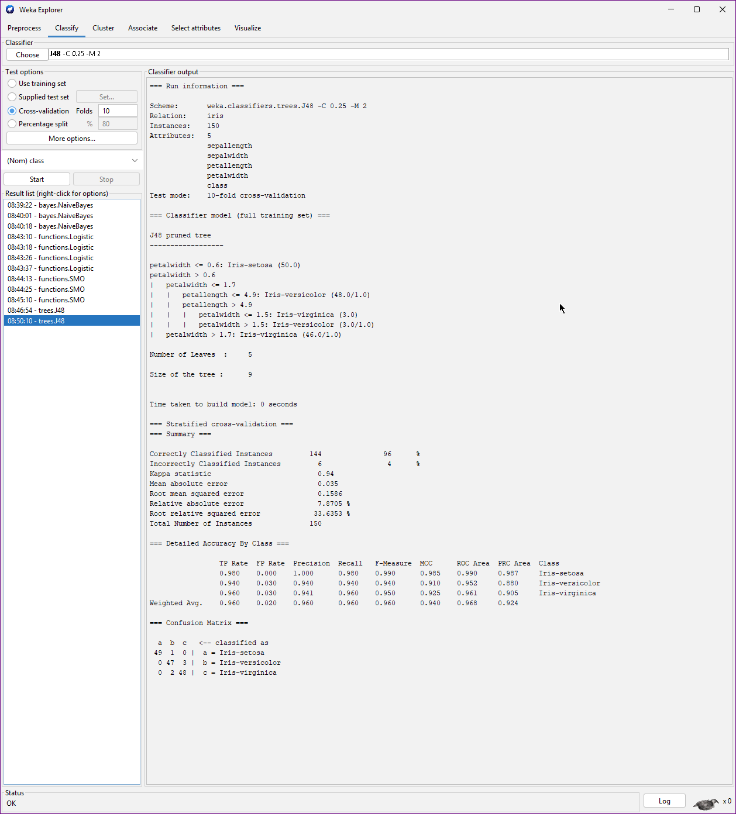 Weka Explorer
Preprocess Classify Cluster Associate Select attributes Visualize
Classifier
Choose J48 -C 0.25 -M 2
Test options
Use training set
Supplied test set Set...
Cross-validation Folds 10
Percentage split % 80
More options...
(Nom) class
Start Stop
Result list (right-click for options)
08:39:22 - bayes.NaiveBayes
08:40:01 - bayes.NaiveBayes
08:40:18 - bayes.NaiveBayes
08:43:10 - functions.Logistic
08:43:18 - functions.Logistic
08:43:26 - functions.Logistic
08:43:37 - functions.Logistic
08:44:13 - functions.SMO
08:44:25 - functions.SMO
08:45:10 - functions.SMO
08:46:54 - trees.J48
08:50:10 - trees.J48
Classifier output
=== Run information ===
Scheme: weka.classifiers.trees.J48 -C 0.25 -M 2
Relation: iris
Instances: 150
Attributes: 5
sepallength
sepalwidth
petallength
petalwidth
class
Test mode: 10-fold cross-validation
=== Classifier model (full training set) ===
J48 pruned tree
------------------
petalwidth <= 0.6: Iris-setosa (50.0)
petalwidth > 0.6
| petalwidth <= 1.7
| | petallength <= 4.9: Iris-versicolor (48.0/1.0)
| | petallength > 4.9
| | | petalwidth <= 1.5: Iris-virginica (3.0)
| | | petalwidth > 1.5: Iris-versicolor (3.0/1.0)
| petalwidth > 1.7: Iris-virginica (46.0/1.0)
Number of Leaves : 5
Size of the tree : 9
Time taken to build model: 0 seconds
=== Stratified cross-validation ===
=== Summary ===
Correctly Classified Instances 144 96 %
Incorrectly Classified Instances 6 4 %
Kappa statistic 0.94
Mean absolute error 0.035
Root mean squared error 0.1586
Relative absolute error 7.8705 %
Root relative squared error 33.6353 %
Total Number of Instances 150
=== Detailed Accuracy By Class ===
TP Rate FP Rate Precision Recall F-Measure MCC ROC Area PRC Area Class
0.980 0.000 1.000 0.980 0.990 0.985 0.990 0.987 Iris-setosa
0.940 0.030 0.940 0.940 0.940 0.910 0.952 0.880 Iris-versicolor
0.960 0.030 0.941 0.960 0.950 0.925 0.961 0.905 Iris-virginica
Weighted Avg. 0.960 0.020 0.960 0.960 0.960 0.940 0.968 0.924
=== Confusion Matrix ===
a b c <-- classified as
49 1 0 | a = Iris-setosa
0 47 3 | b = Iris-versicolor
0 2 48 | c = Iris-virginica
Status
OK
Log
x 0